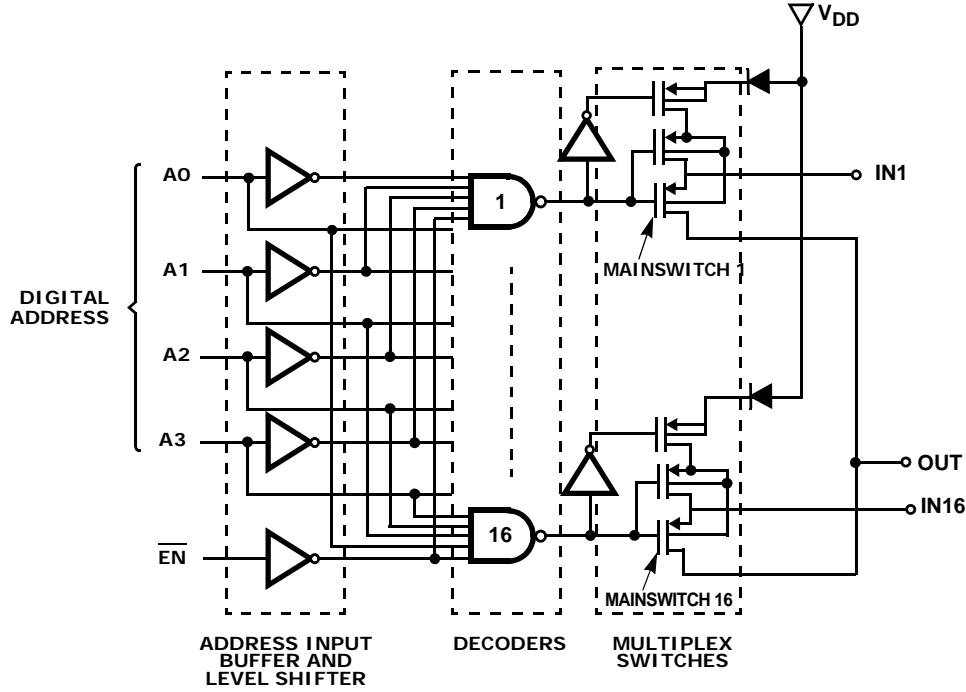 VDD
A0
1
IN1
MAINSWITCH 1
A1
DIGITAL
ADDRESS
A2
A3
OUT
IN16
16
EN
MAINSWITCH 16
ADDRESS INPUT
BUFFER AND
LEVEL SHIFTER
DECODERS
MULTIPLEX
SWITCHES